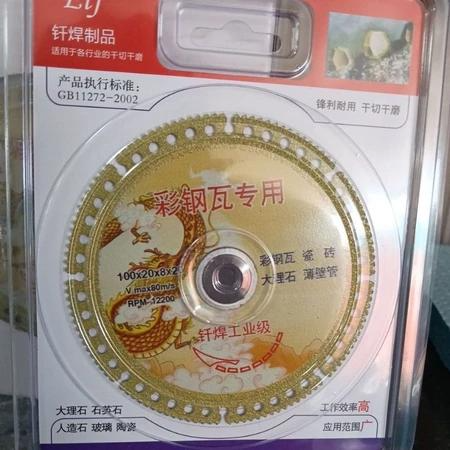 钎焊制品
适用于各行业的干切干磨
产品执行标准:
GB11272-2002
锋利耐用 干切干磨
彩钢瓦专用
100x20x8x2
V max80m/s
RPM-12200
彩钢瓦 瓷 砖
大理石 薄壁管
钎焊工业级
大理石 石英石
人造石 玻璃 陶瓷
工作效率高
应用范围广